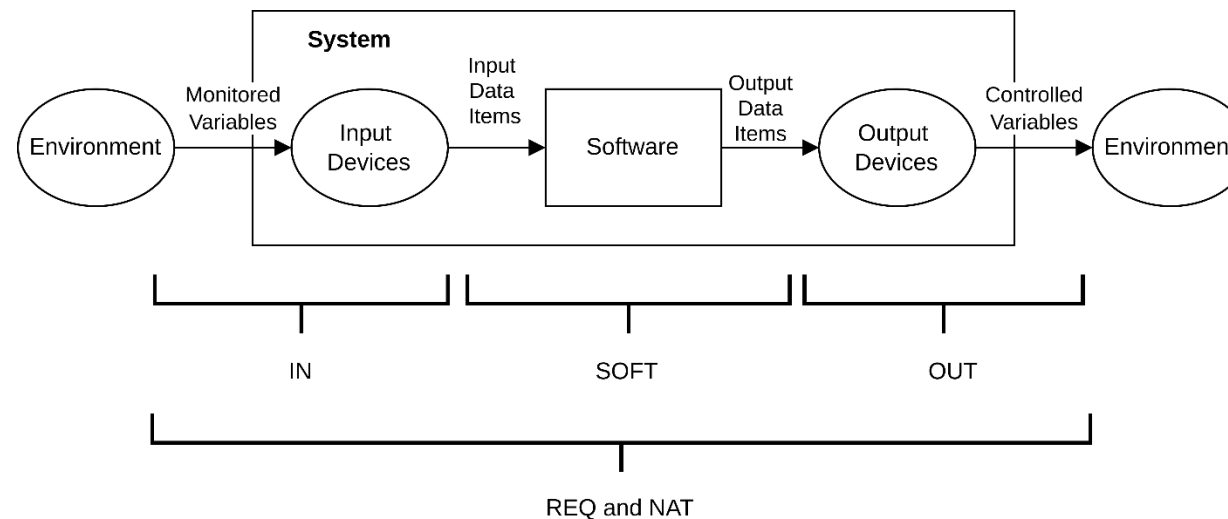 System
Environment
Monitored
Variables
Input
Devices
Input
Data
Items
Software
Output
Data
Items
Output
Devices
Controlled
Variables
Environmen
IN
SOFT
OUT
REQ and NAT